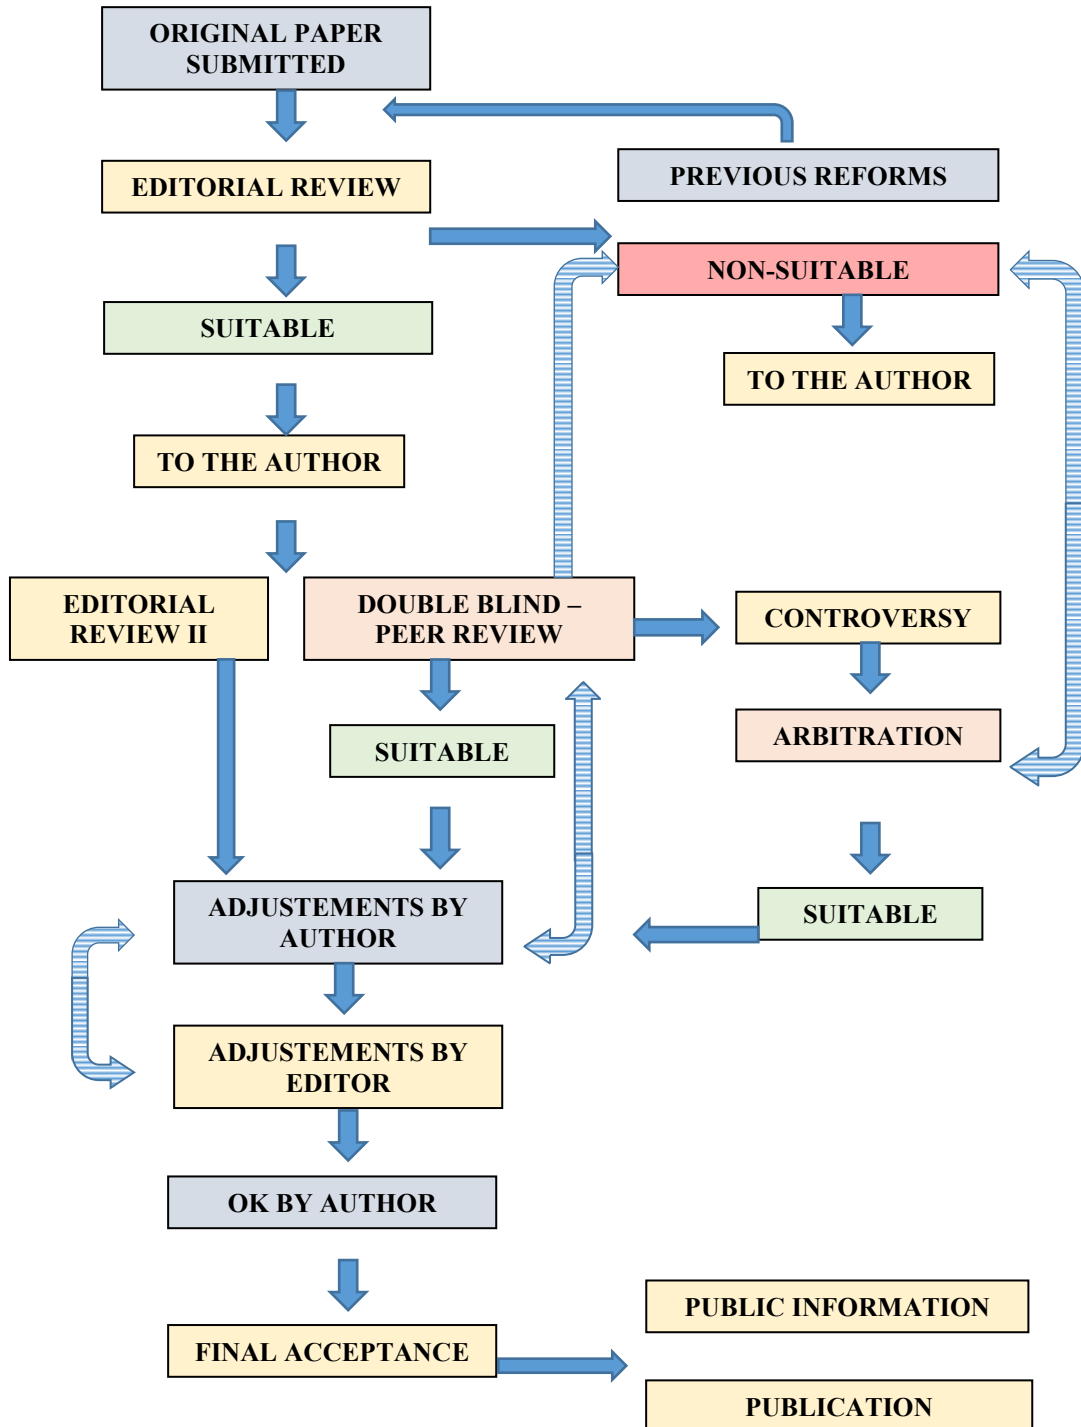 ORIGINAL PAPER
SUBMITTED
EDITORIAL REVIEW
PREVIOUS REFORMS
NON-SUITABLE
SUITABLE
TO THE AUTHOR
TO THE AUTHOR
EDITORIAL
REVIEW II
DOUBLE BLIND –
PEER REVIEW
CONTROVERSY
SUITABLE
ARBITRATION
ADJUSTEMENTS BY
AUTHOR
SUITABLE
ADJUSTEMENTS BY
EDITOR
OK BY AUTHOR
FINAL ACCEPTANCE
PUBLIC INFORMATION
PUBLICATION